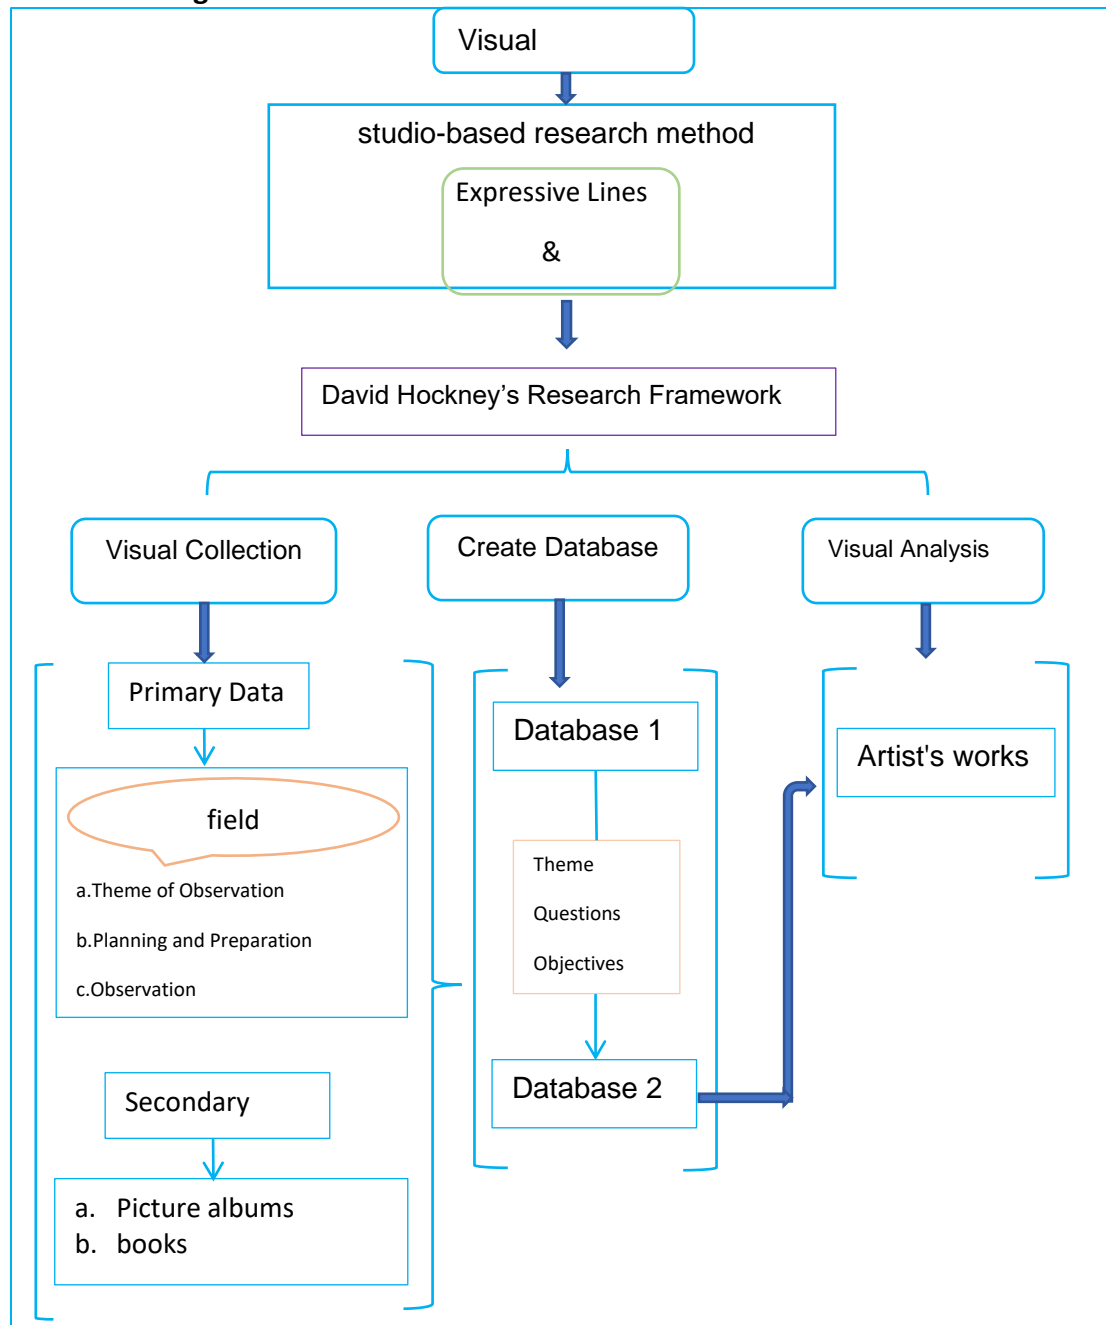 Visual
studio-based research method
Expressive Lines
&
David Hockney’s Research Framework
Visual Collection
Create Database
Visual Analysis
Primary Data
field
a.Theme of Observation
b.Planning and Preparation
c.Observation
Secondary
a. Picture albums
b. books
Database 1
Theme
Questions
Objectives
Database 2
Artist's works